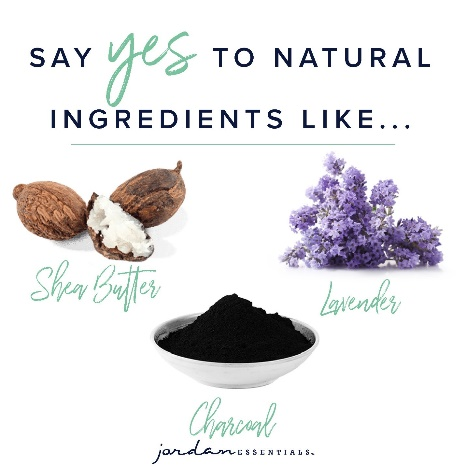 SAY yes TO NATURAL
INGREDIENTS LIKE...
Shea Butter
Lavender
Charcoal
jordan ESSENTIALS